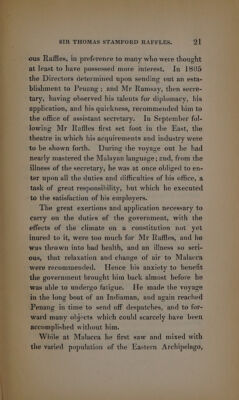 SIR THOMAS STAMFORD RAFFLES. 21
ous Raffles, in preference to many who were thought
at least to have possessed more interest. In 1805
the Directors determined upon sending out an esta-
blishment to Penang; and Mr Ramsay, then secre-
tary, having observed his talents for diplomacy, his
application, and his quickness, recommended him to
the office of assistant secretary. In September fol-
lowing Mr Raffles first set foot in the East, the
theatre in which his acquirements and industry were
to be shown forth. During the voyage out he had
nearly mastered the Malayan language; and, from the
illness of the secretary, he was at once obliged to en-
ter upon all the duties and difficulties of his office, a
task of great responsibility, but which he executed
to the satisfaction of his employers.
The great exertions and application necessary to
carry on the duties of the government, with the
effects of the climate on a constitution not yet
inured to it, were too much for Mr Raffles, and he
was thrown into bad health, and an illness so seri-
ous, that relaxation and change of air to Malacca
were recommended. Hence his anxiety to benefit
the government brought him back almost before he
was able to undergo fatigue. He made the voyage
in the long boat of an Indiaman, and again reached
Penang in time to send off despatches, and to for-
ward many objects which could scarcely have been
accomplished without him.
While at Malacca he first saw and mixed with
the varied population of the Eastern Archipelago,